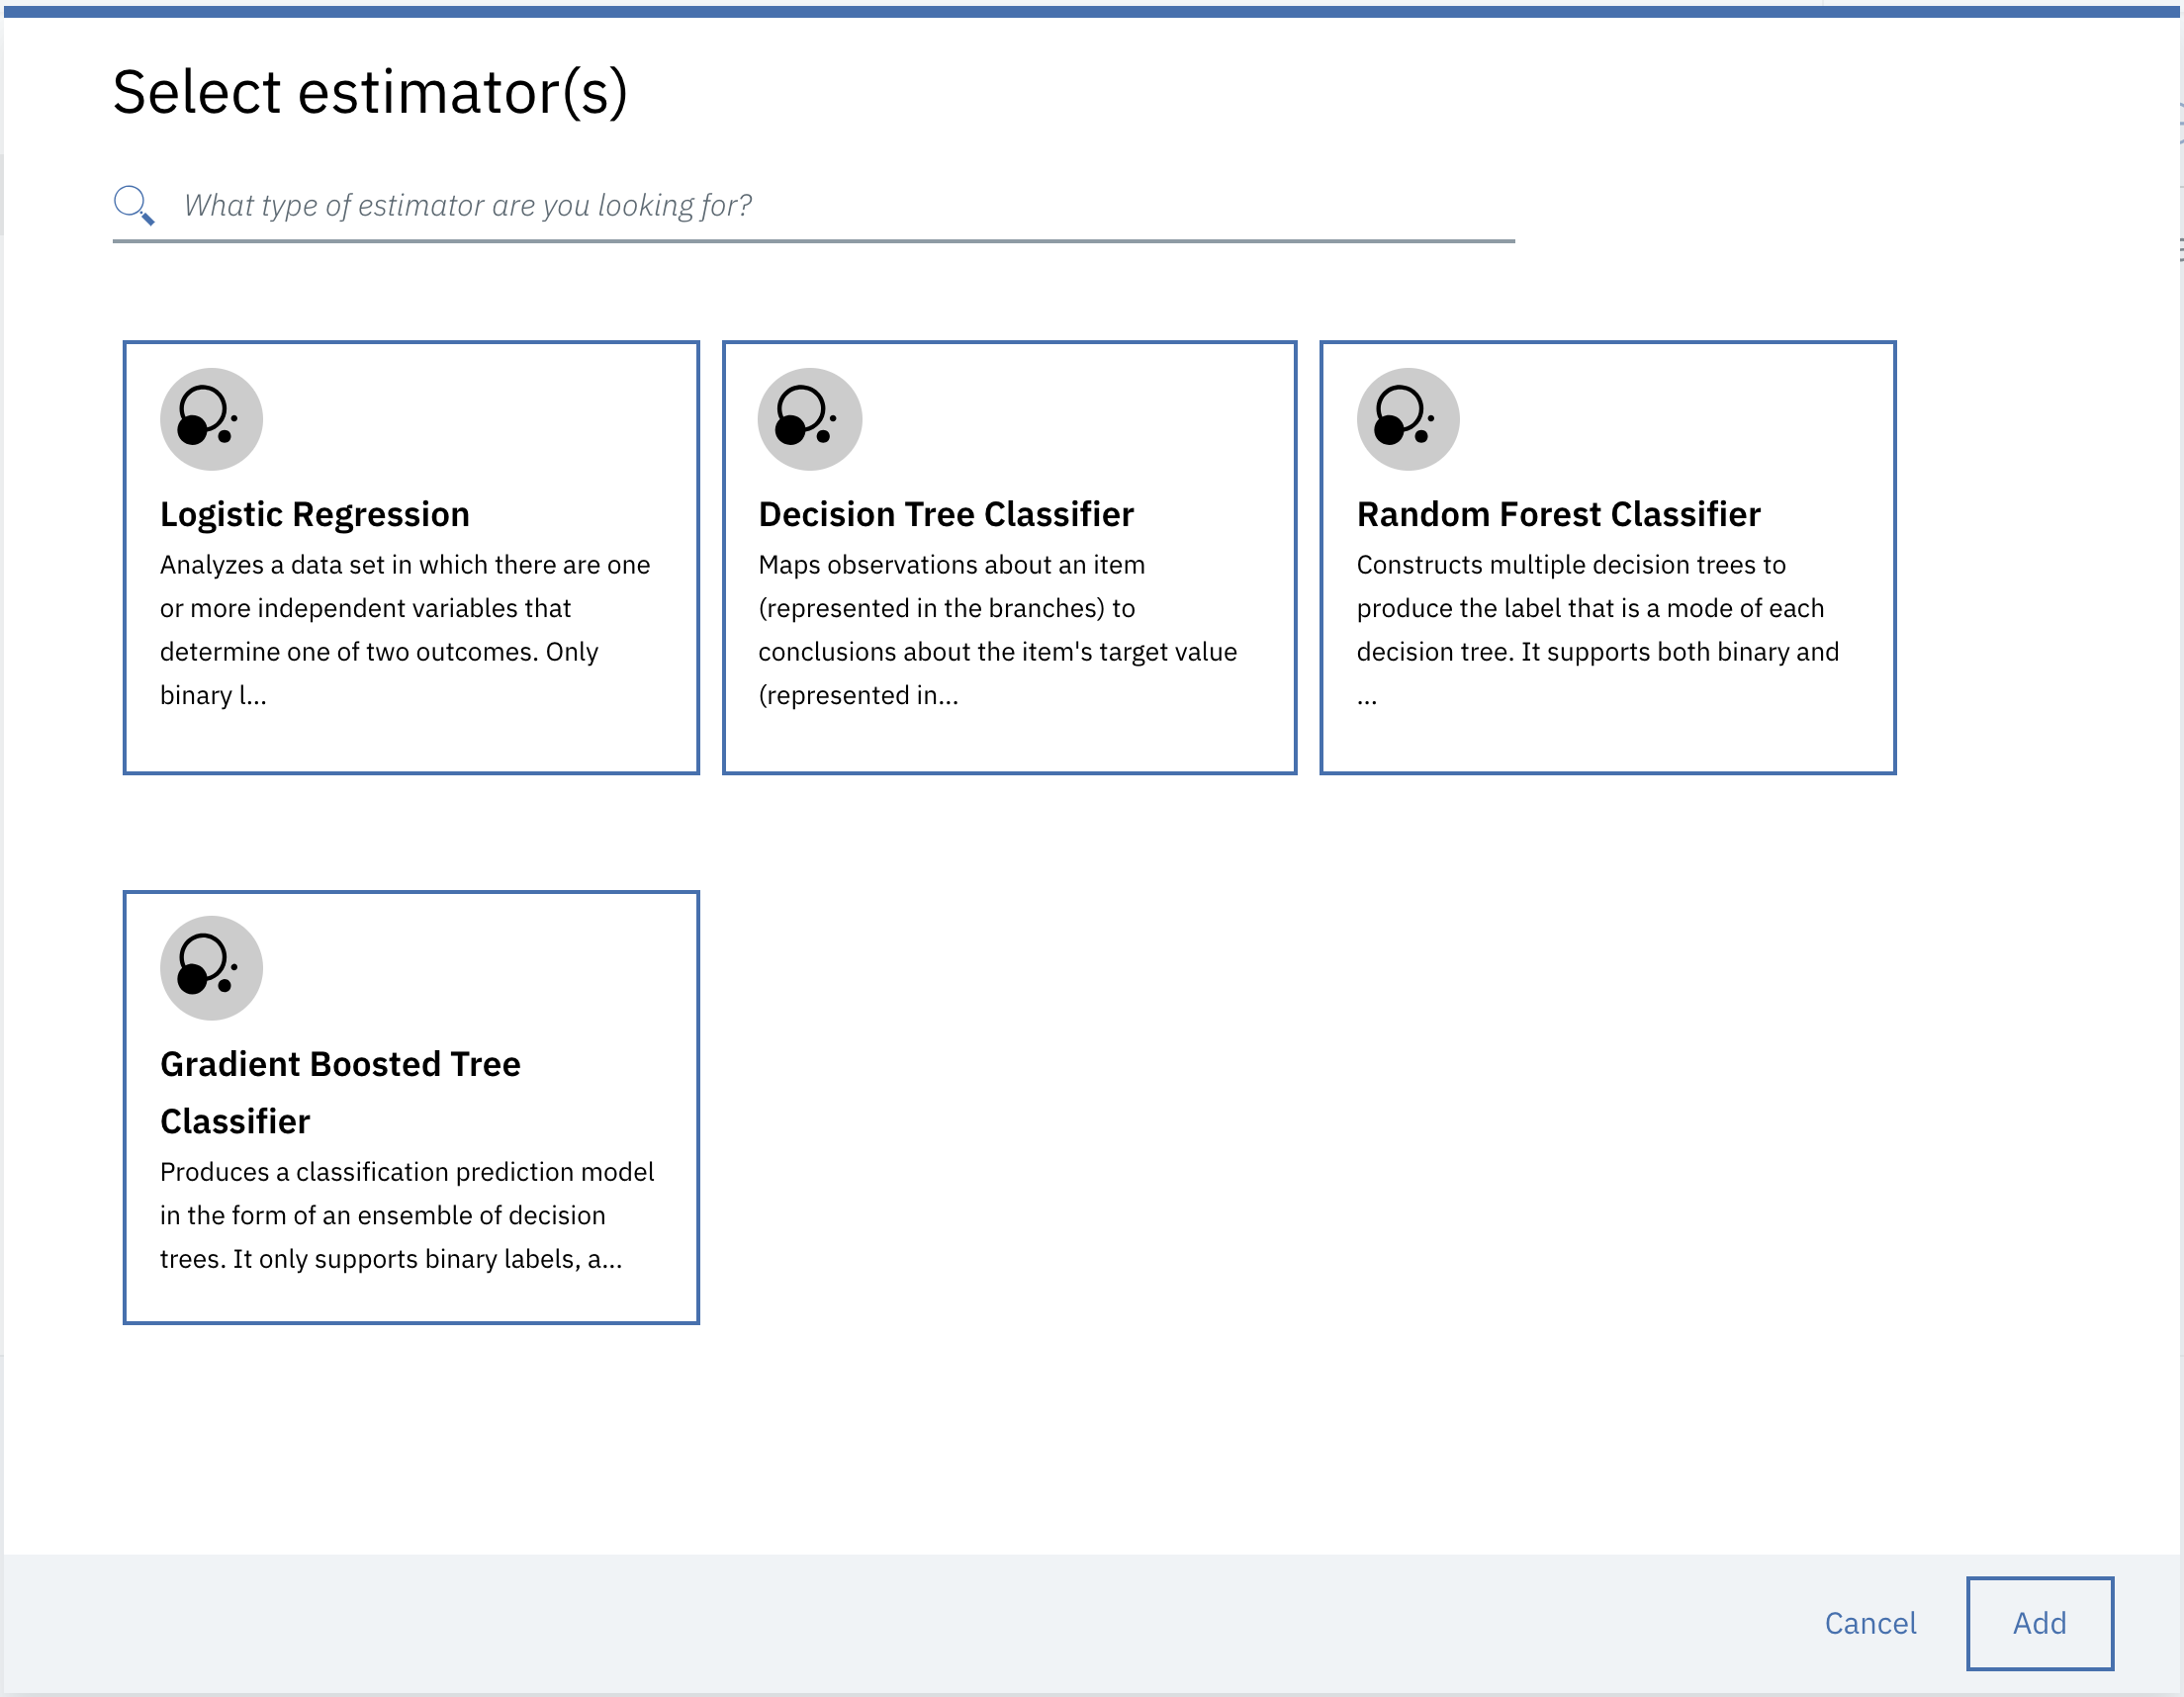 Select estimator(s)
What type of estimator are you looking for?
Logistic Regression
Analyzes a data set in which there are one
or more independent variables that
determine one of two outcomes. Only
binary l...
Decision Tree Classifier
Maps observations about an item
(represented in the branches) to
conclusions about the item's target value
(represented in...
Random Forest Classifier
Constructs multiple decision trees to
produce the label that is a mode of each
decision tree. It supports both binary and
...
Gradient Boosted Tree
Classifier
Produces a classification prediction model
in the form of an ensemble of decision
trees. It only supports binary labels, a...
Cancel
Add